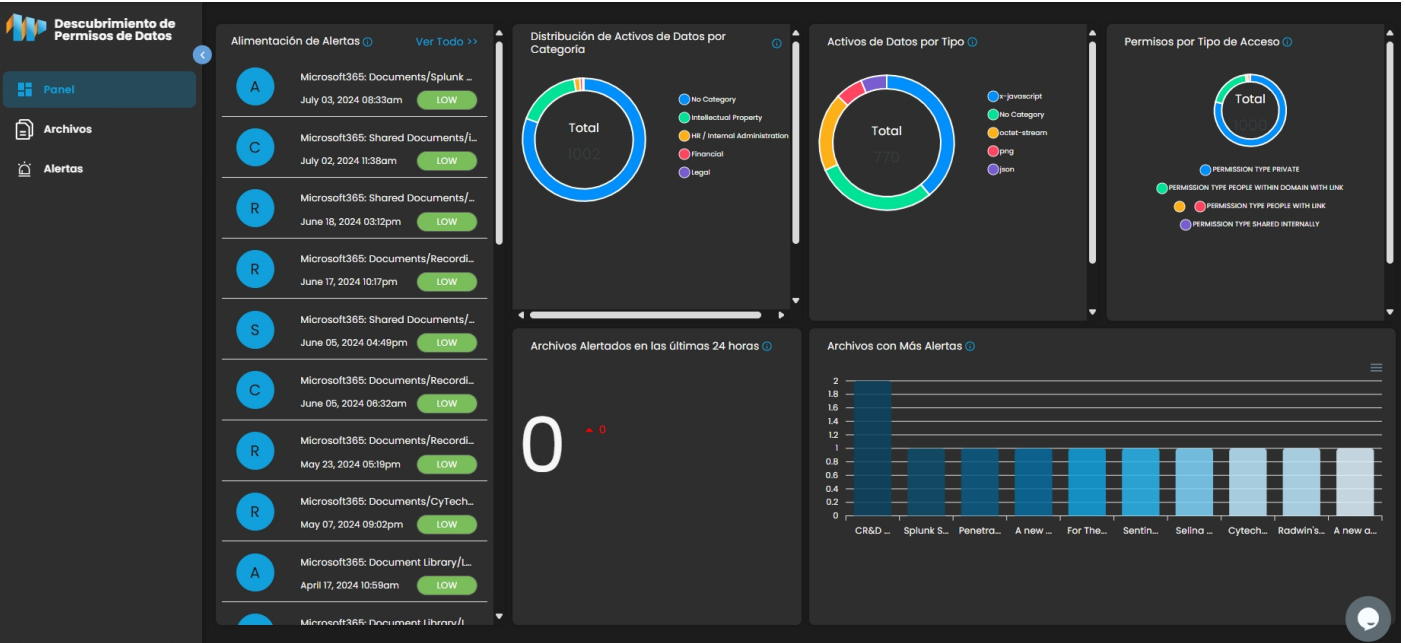 Descubrimiento de
Permisos de Datos
Panel
Archivos
Alertas
Alimentación de Alertas
Ver Todo >>
A
Microsoft365: Documents/Splunk ...
July 03, 2024 08:33am
LOW
C
Microsoft365: Shared Documents/i...
July 02, 2024 11:38am
LOW
R
Microsoft365: Shared Documents/...
June 18, 2024 03:12pm
LOW
R
Microsoft365: Documents/Recordi...
June 17, 2024 10:17pm
LOW
S
Microsoft365: Shared Documents/...
June 05, 2024 04:49pm
LOW
C
Microsoft365: Documents/Recordi...
June 05, 2024 06:32am
LOW
R
Microsoft365: Documents/Recordi...
May 23, 2024 05:19pm
LOW
R
Microsoft365: Documents/CyTech...
May 07, 2024 09:02pm
LOW
A
Microsoft365: Document Library/L...
April 17, 2024 10:59am
LOW
Microsoft365: Document Library/L...
Distribución de Activos de Datos por
Categoría
Total
1002
No Category
Intellectual Property
HR / Internal Administration
Financial
Legal
Activos de Datos por Tipo
Total
770
x-javascript
No Category
octet-stream
png
json
Permisos por Tipo de Acceso
Total
1000
PERMISSION TYPE PRIVATE
PERMISSION TYPE PEOPLE WITHIN DOMAIN WITH LINK
PERMISSION TYPE PEOPLE WITH LINK
PERMISSION TYPE SHARED INTERNALLY
Archivos Alertados en las últimas 24 horas
0
0
Archivos con Más Alertas
2
1.8
1.6
1.4
1.2
1
0.8
0.6
0.4
0.2
0
CR&D ...
Splunk S...
Penetra...
A new ...
For The...
Sentin...
Selina ...
Cytech...
Radwin's...
A new a...